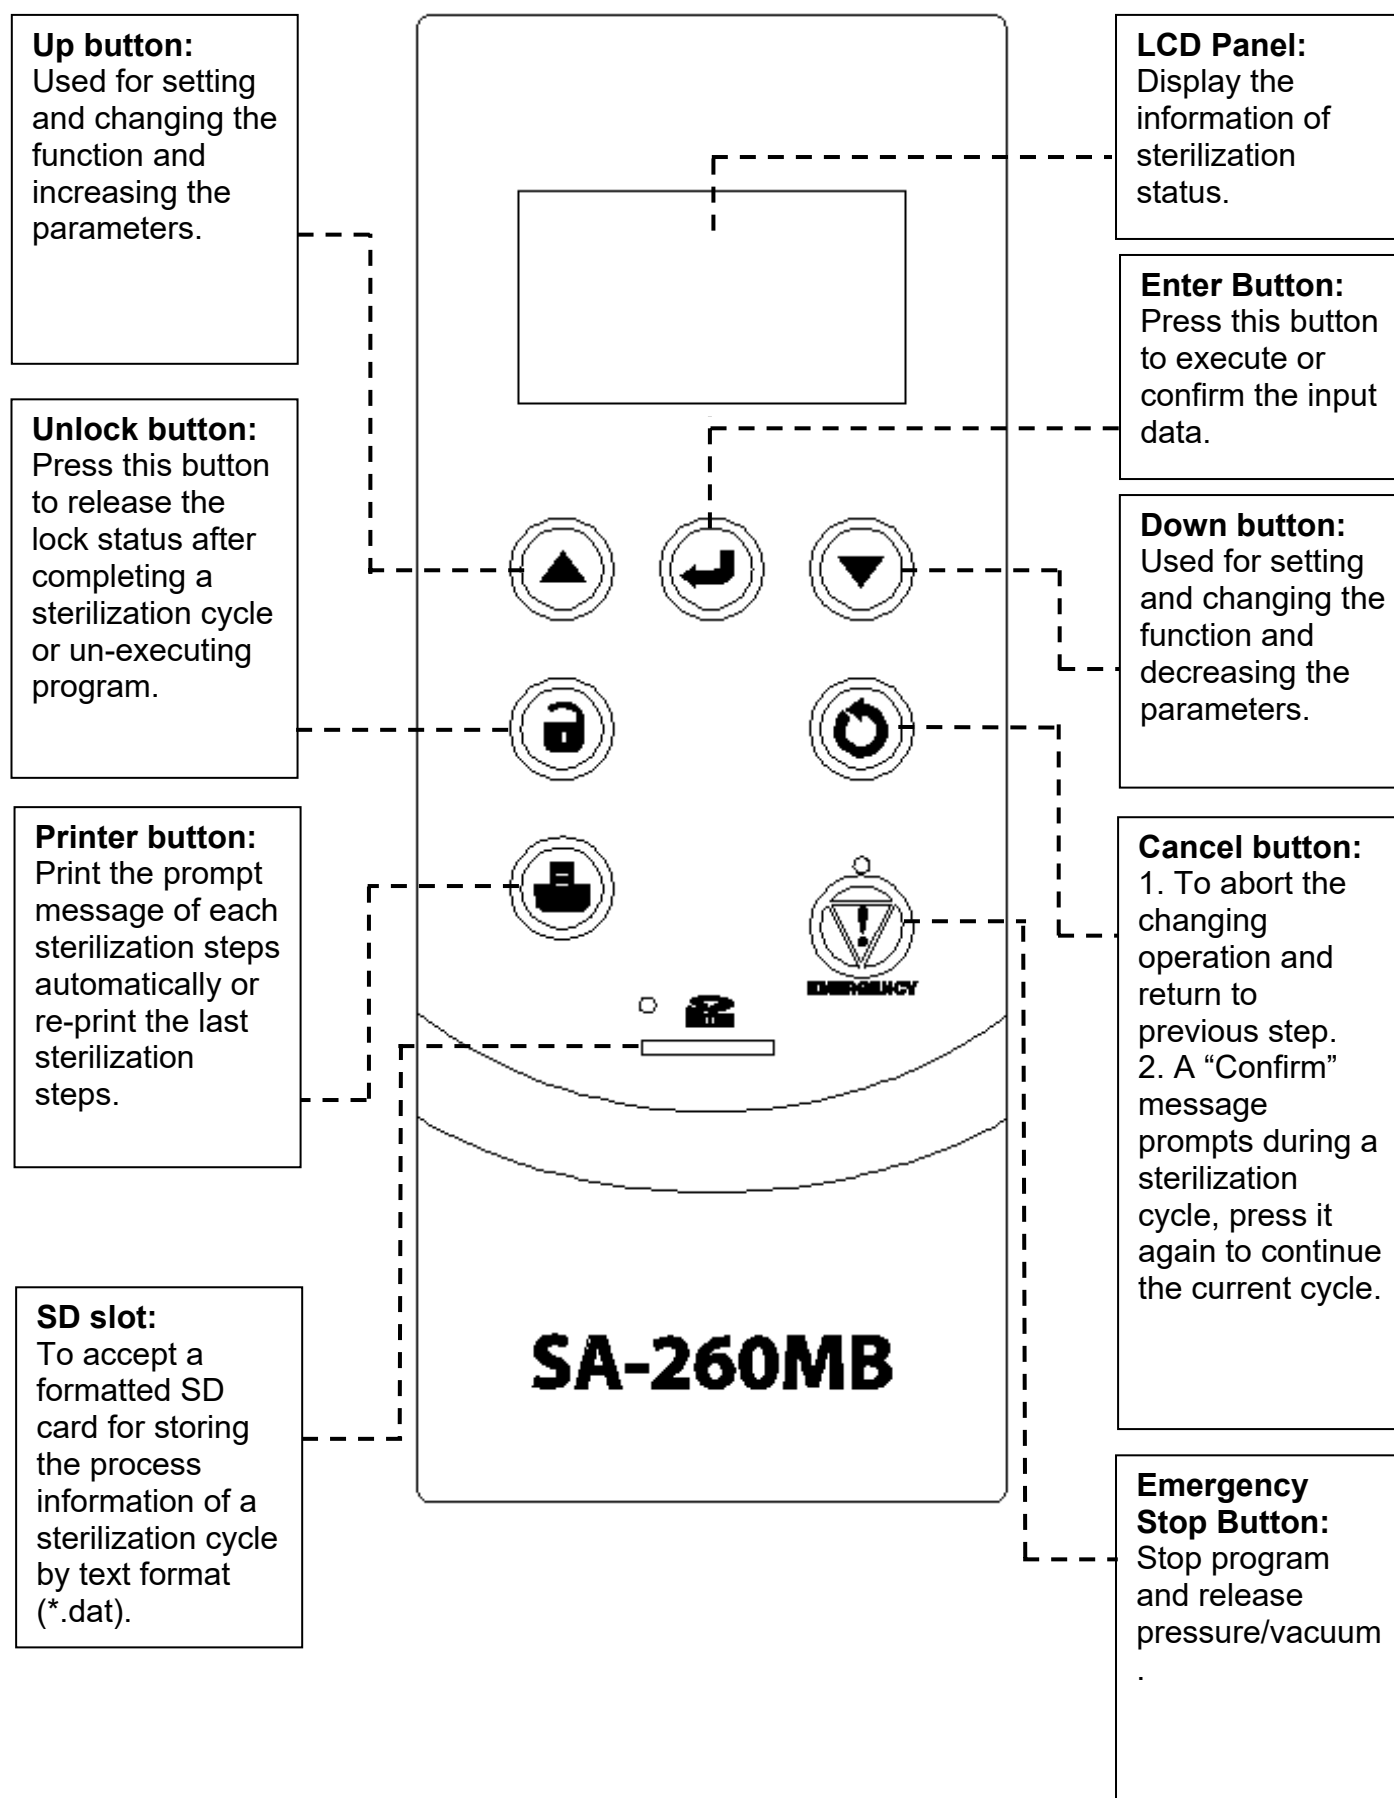 Up button:
Used for setting
and changing the
function and
increasing the
parameters.
Unlock button:
Press this button
to release the
lock status after
completing a
sterilization cycle
or un-executing
program.
Printer button:
Print the prompt
message of each
sterilization steps
automatically or
re-print the last
sterilization
steps.
SD slot:
To accept a
formatted SD
card for storing
the process
information of a
sterilization cycle
by text format
(*.dat).
EMERGENCY
SA-260MB
LCD Panel:
Display the
information of
sterilization
status.
Enter Button:
Press this button
to execute or
confirm the input
data.
Down button:
Used for setting
and changing the
function and
decreasing the
parameters.
Cancel button:
1. To abort the
changing
operation and
return to
previous step.
2. A “Confirm”
message
prompts during a
sterilization
cycle, press it
again to continue
the current cycle.
Emergency
Stop Button:
Stop program
and release
pressure/vacuum
.